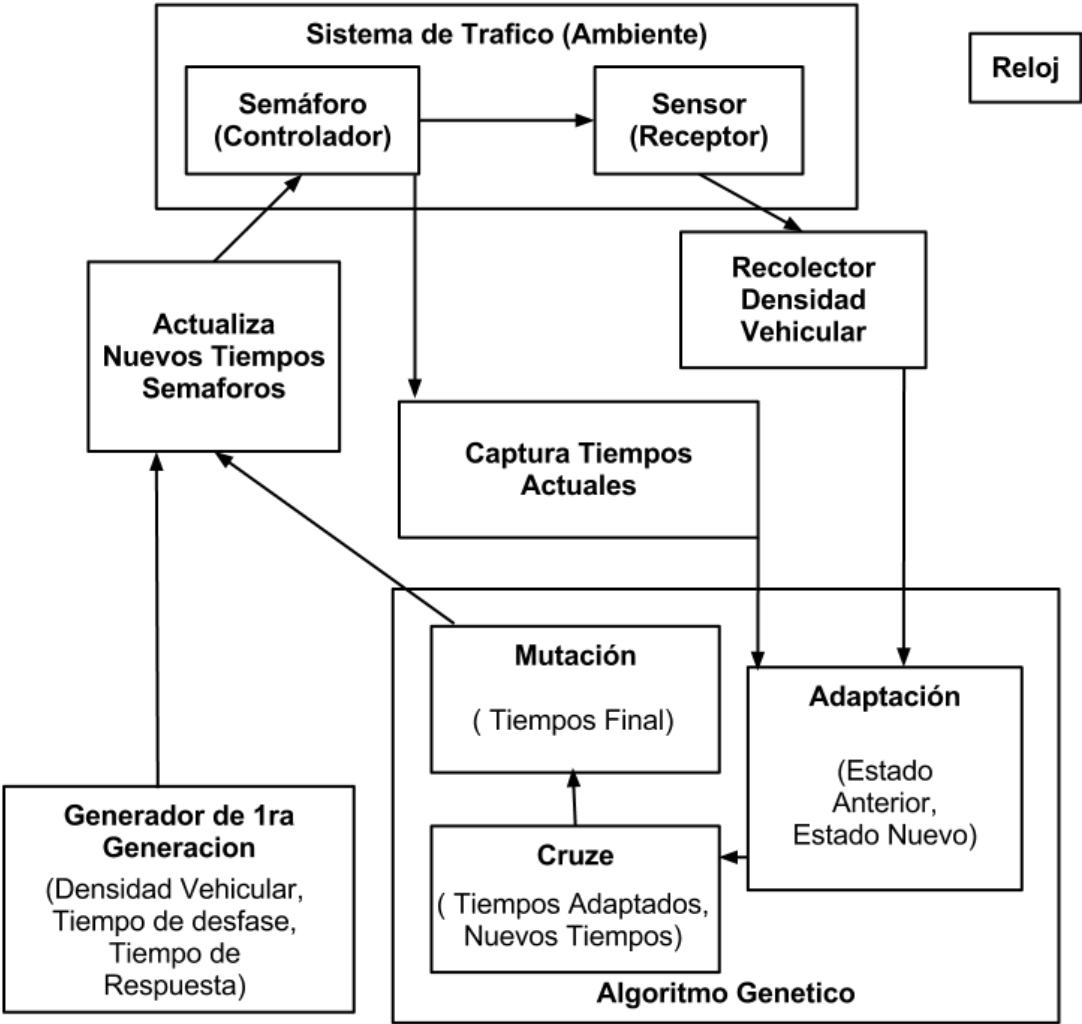 Sistema de Trafico (Ambiente)
Reloj
Semáforo
(Controlador)
Sensor
(Receptor)
Recolector
Densidad
Vehicular
Actualiza
Nuevos Tiempos
Semaforos
Captura Tiempos
Actuales
Mutación
( Tiempos Final)
Adaptación
(Estado
Anterior,
Estado Nuevo)
Generador de 1ra
Generacion
(Densidad Vehicular,
Tiempo de desfase,
Tiempo de
Respuesta)
Cruze
( Tiempos Adaptados,
Nuevos Tiempos)
Algoritmo Genetico